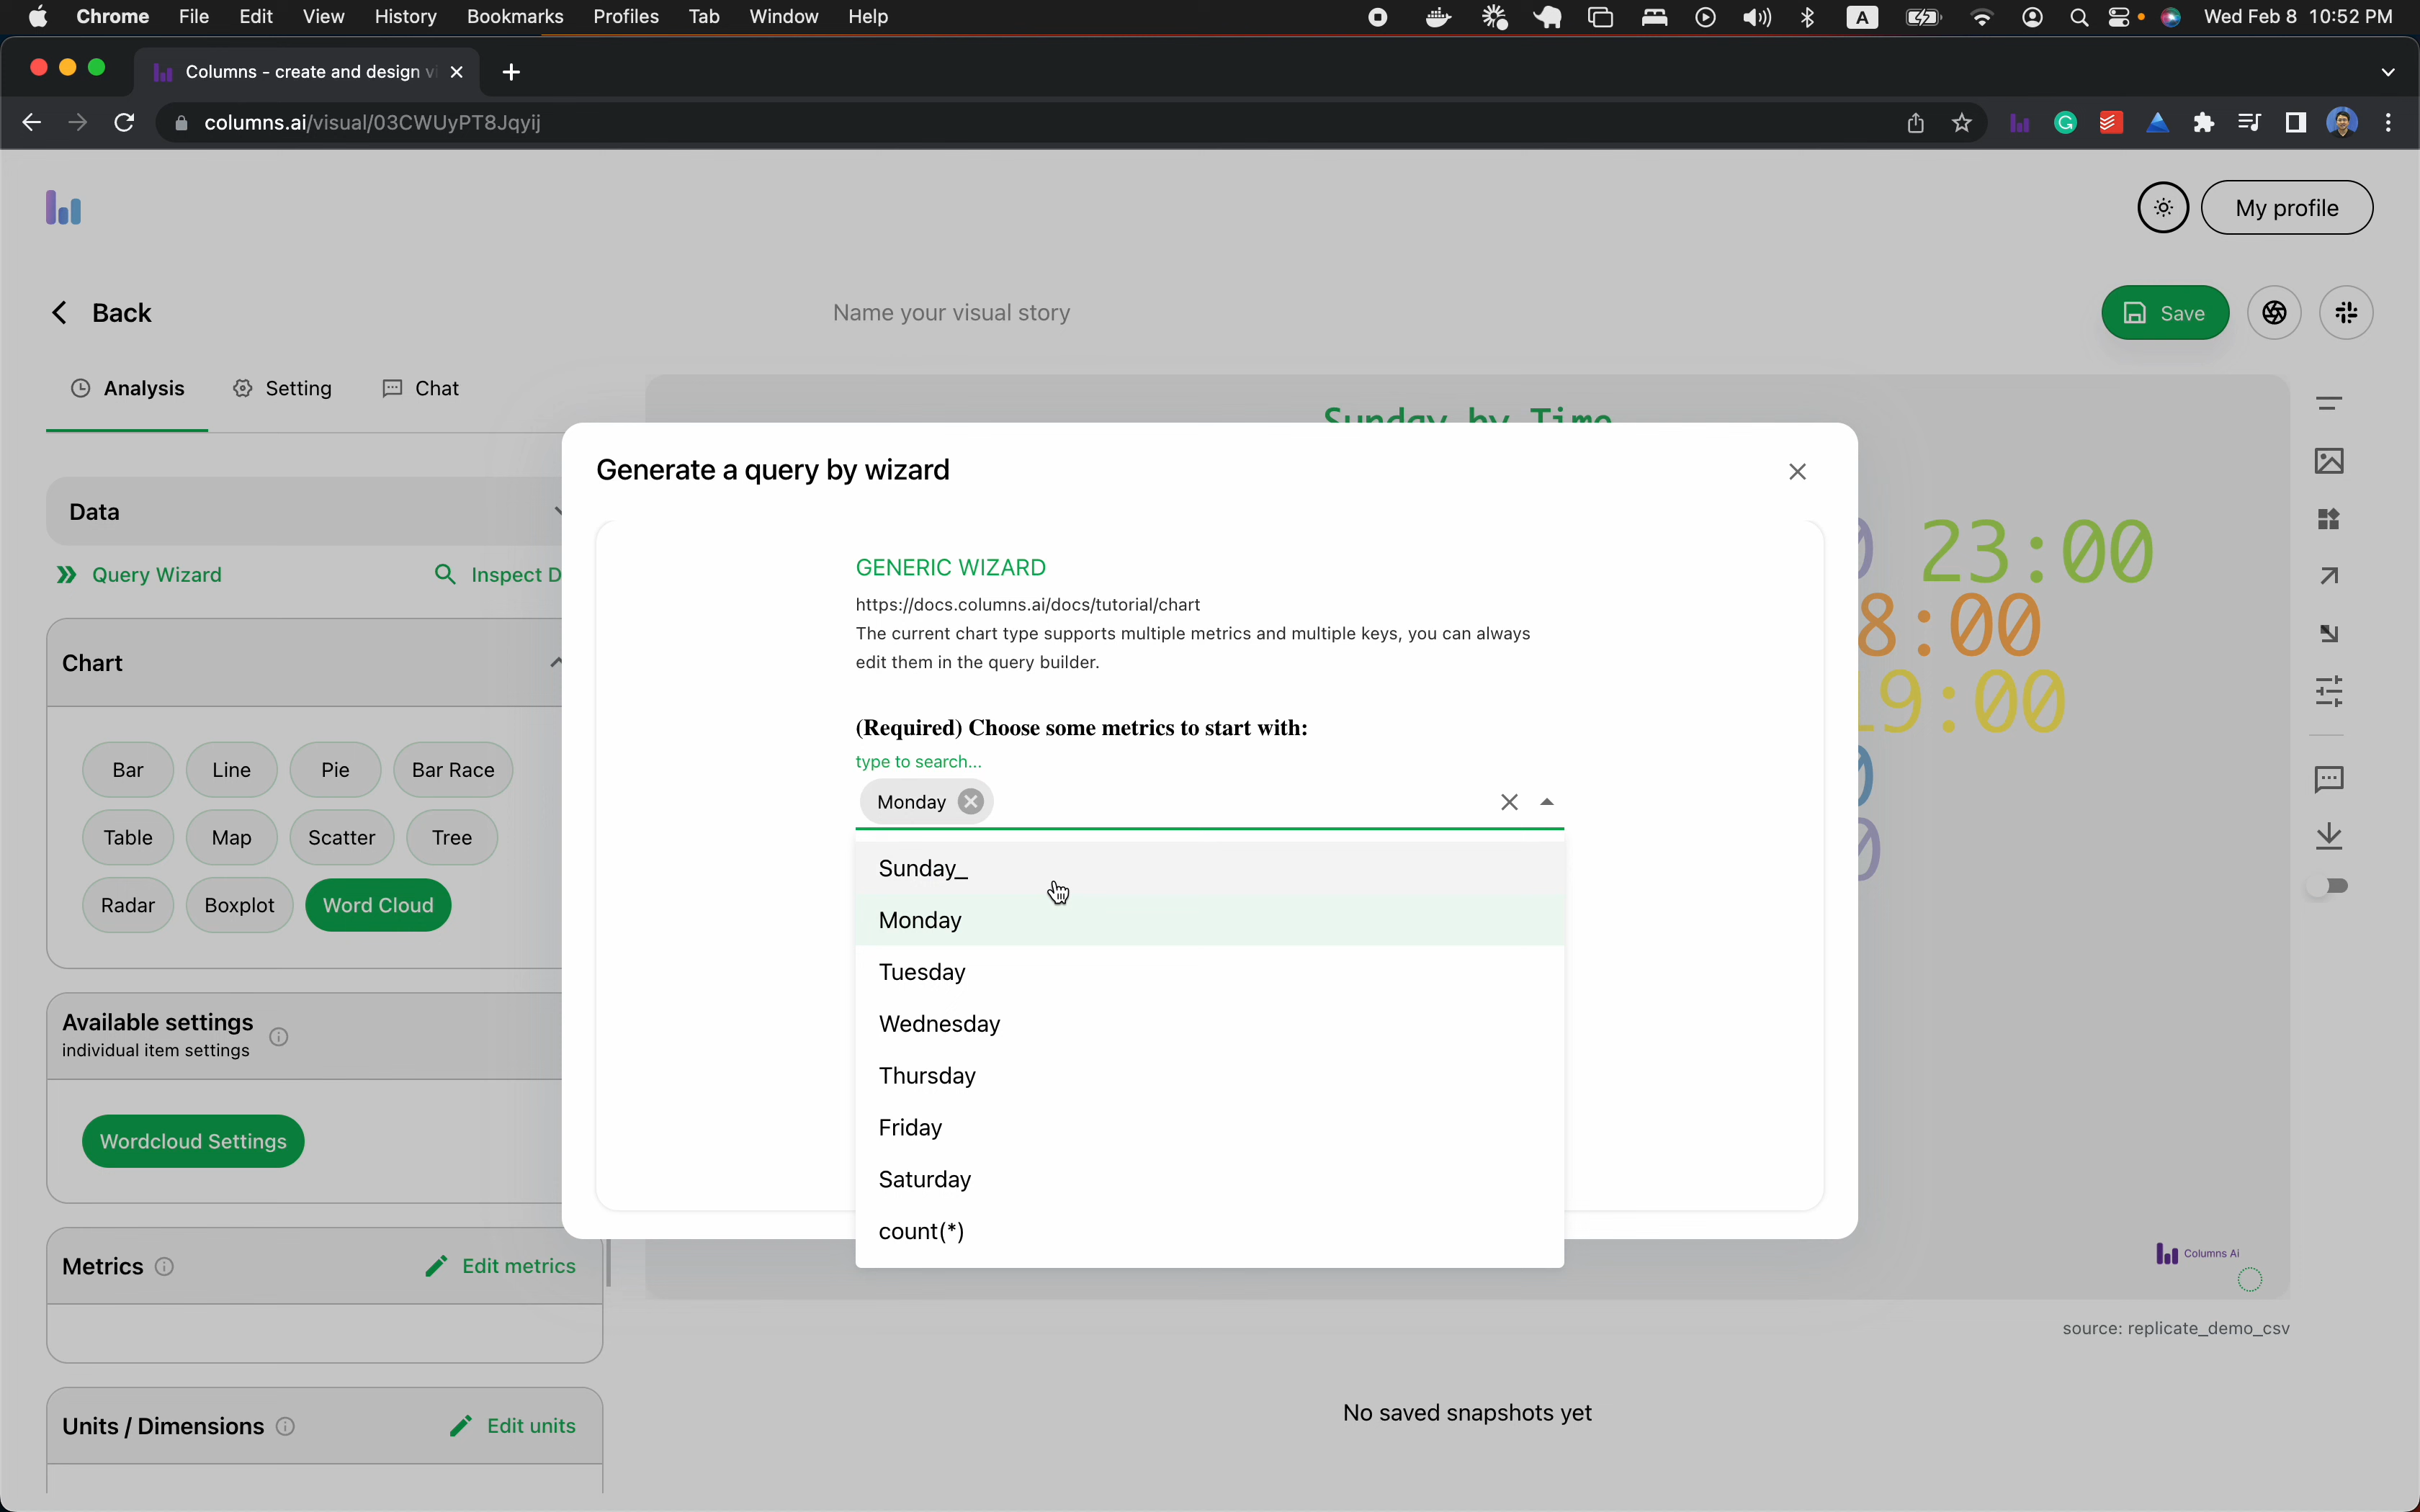 Chrome File Edit View History Bookmarks Profiles Tab Window Help A Wed Feb 8 10:52 PM
Columns - create and design vi
columns.ai/visual/03CWUyPT8Jqyij
My profile
Back
Name your visual story
Save
Analysis Setting Chat
Sunday by Time
Generate a query by wizard
Data
Query Wizard
Inspect D
23:00
8:00
19:00
GENERIC WIZARD
https://docs.columns.ai/docs/tutorial/chart
The current chart type supports multiple metrics and multiple keys, you can always
edit them in the query builder.
Chart
(Required) Choose some metrics to start with:
type to search...
Monday
Bar Line Pie Bar Race
Table Map Scatter Tree
Radar Boxplot Word Cloud
Sunday_
Monday
Tuesday
Wednesday
Thursday
Friday
Saturday
count(*)
Available settings
individual item settings
Wordcloud Settings
Metrics
Edit metrics
Columns Ai
source: replicate_demo_csv
Units / Dimensions
Edit units
No saved snapshots yet